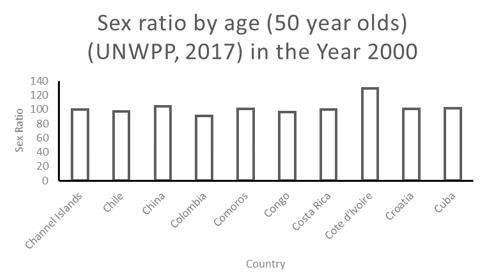 Sex ratio by age (50 year olds)
(UNWPP, 2017) in the Year 2000
140
120
100
80
60
40
20
0
Sex Ratio
Channel Islands
Chile
China
Colombia
Comoros
Congo
Costa Rica
Cote d'Ivoire
Croatia
Cuba
Country